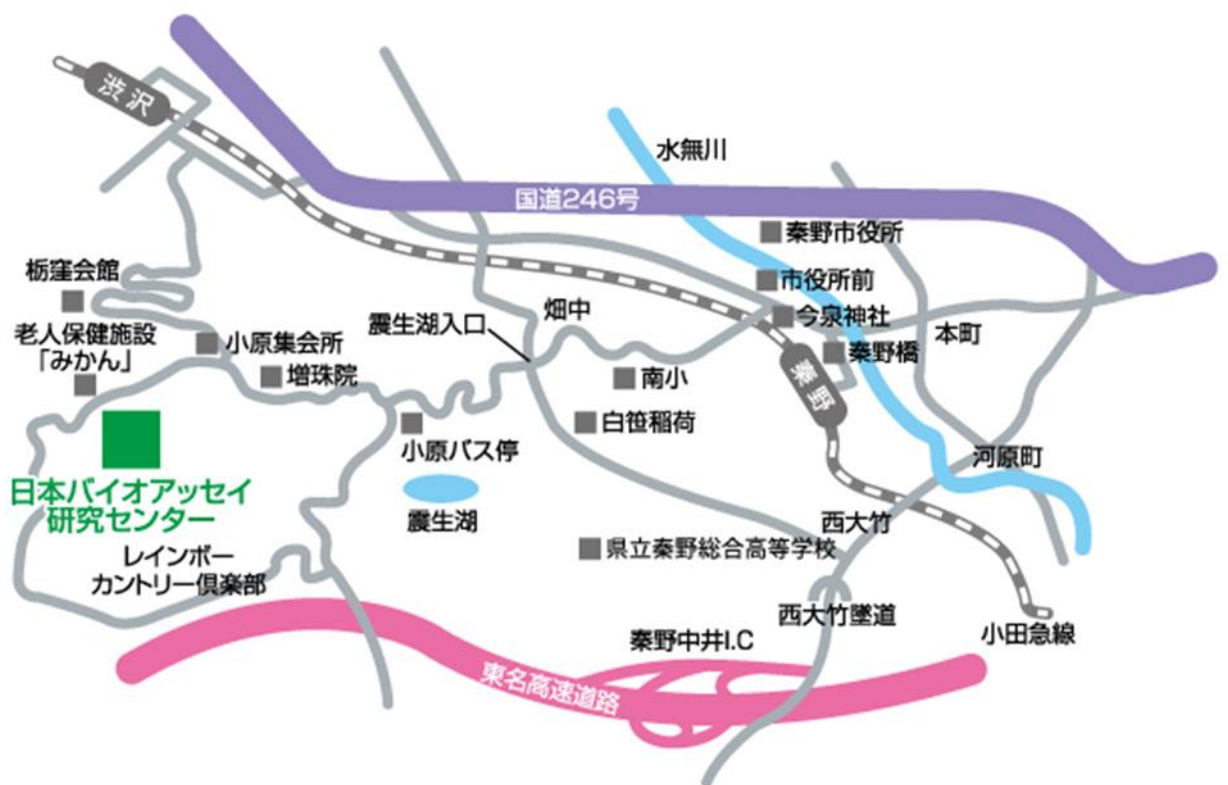 渋沢
水無川
国道246号
秦野市役所
市役所前
栃窪会館
震生湖入口
畑中
今泉神社
本町
老人保健施設
「みかん」
小原集会所
秦野橋
増珠院
南小
秦野
白笹稲荷
小原バス停
河原町
日本バイオアッセイ
研究センター
震生湖
西大竹
レインボー
カントリー倶楽部
県立秦野総合高等学校
西大竹墜道
小田急線
秦野中井I.C
東名高速道路